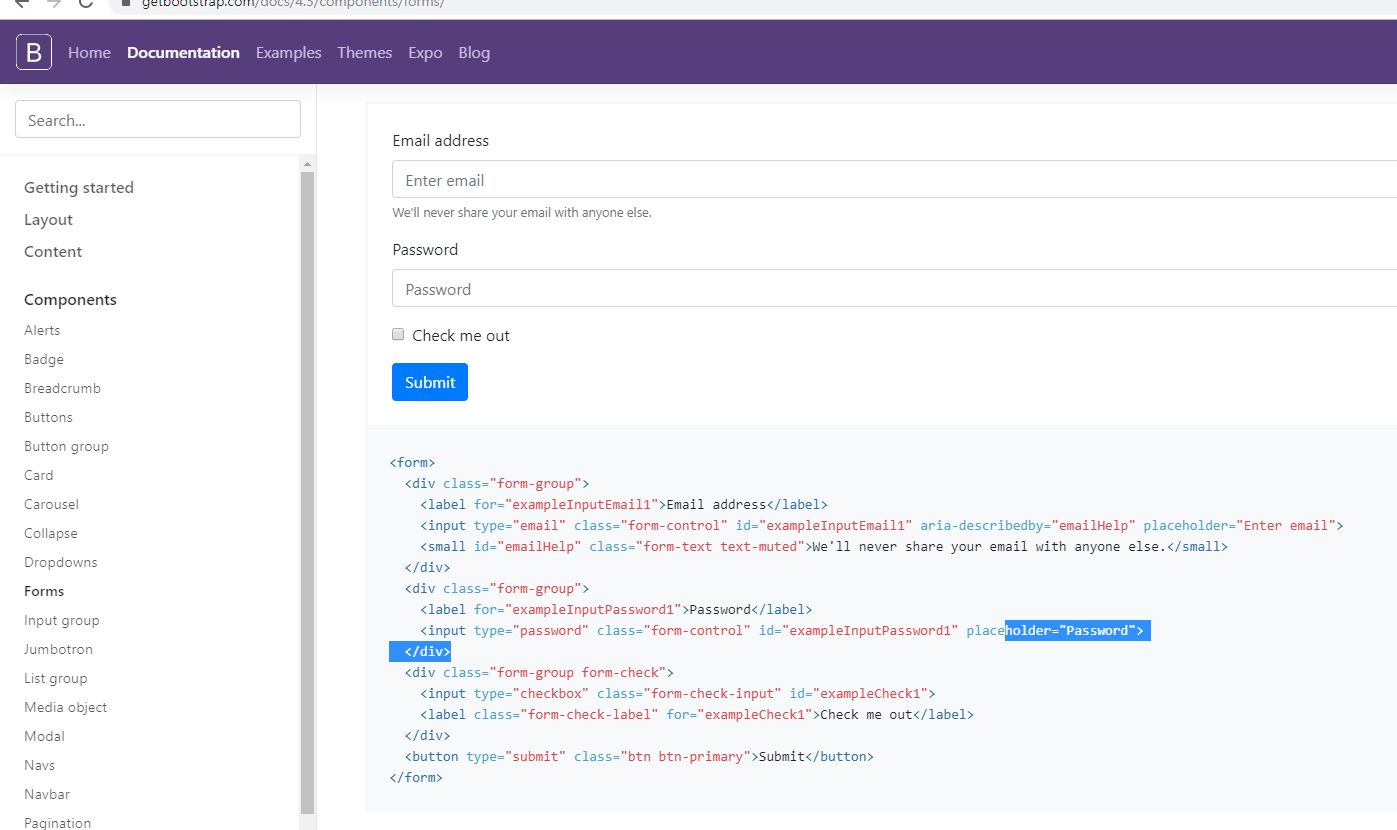 getbootstrap.com/docs/4.3/components/forms/
B Home Documentation Examples Themes Expo Blog
Search...
Getting started
Layout
Content
Components
Alerts
Badge
Breadcrumb
Buttons
Button group
Card
Carousel
Collapse
Dropdowns
Forms
Input group
Jumbotron
List group
Media object
Modal
Navs
Navbar
Pagination
Email address
Enter email
We'll never share your email with anyone else.
Password
Password
Check me out
Submit
<form>
  <div class="form-group">
    <label for="exampleInputEmail1">Email address</label>
    <input type="email" class="form-control" id="exampleInputEmail1" aria-describedby="emailHelp" placeholder="Enter email">
    <small id="emailHelp" class="form-text text-muted">We'll never share your email with anyone else.</small>
  </div>
  <div class="form-group">
    <label for="exampleInputPassword1">Password</label>
    <input type="password" class="form-control" id="exampleInputPassword1" placeholder="Password">
  </div>
  <div class="form-group form-check">
    <input type="checkbox" class="form-check-input" id="exampleCheck1">
    <label class="form-check-label" for="exampleCheck1">Check me out</label>
  </div>
  <button type="submit" class="btn btn-primary">Submit</button>
</form>